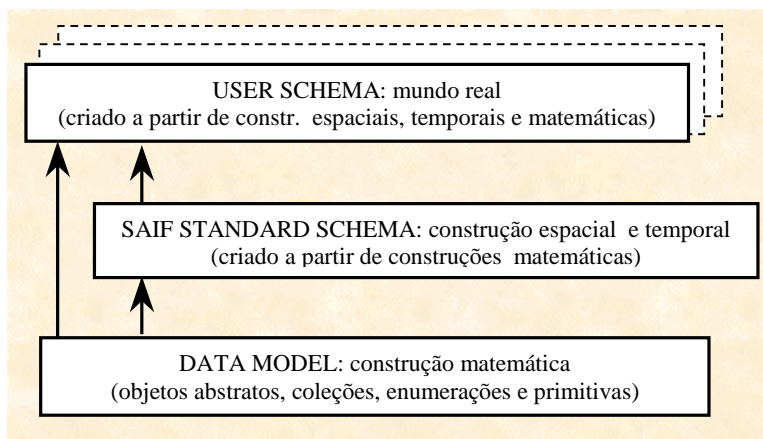 USER SCHEMA: mundo real
(criado a partir de constr. espaciais, temporais e matemáticas)
SAIF STANDARD SCHEMA: construção espacial e temporal
(criado a partir de construções matemáticas)
DATA MODEL: construção matemática
(objetos abstratos, coleções, enumerações e primitivas)